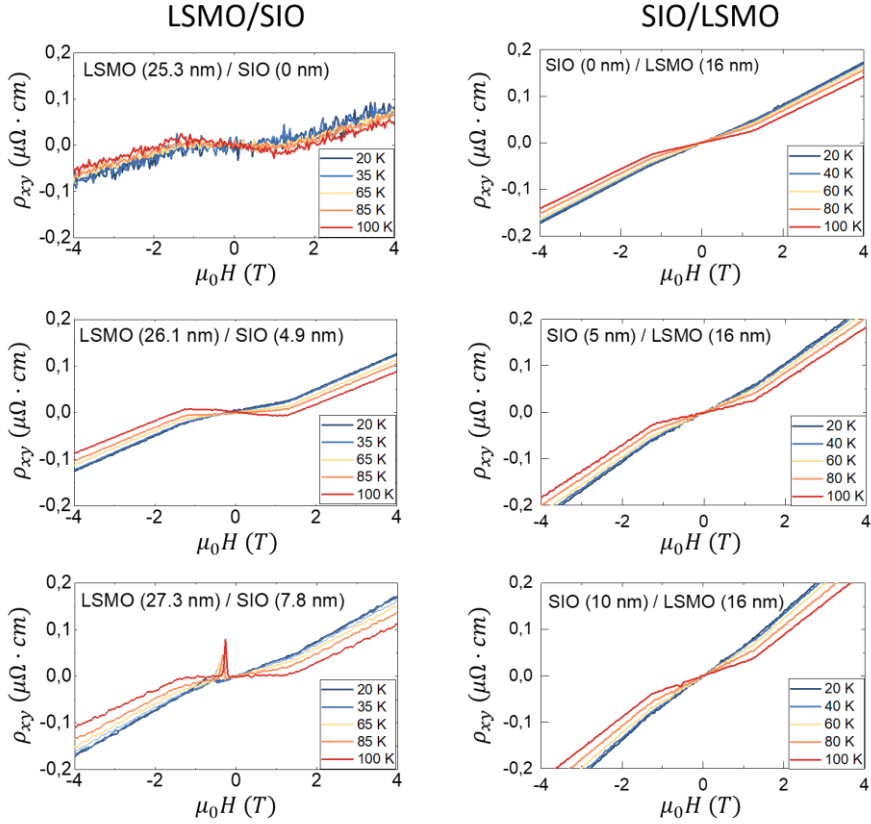 LSMO/SIO
SIO/LSMO
LSMO (25.3 nm) / SIO (0 nm)
0,2
0,1
0,0
-0,1
-0,2
ρxy (μΩ · cm)
20 K
35 K
65 K
85 K
100 K
-4 -2 0 2 4
μ0H (T)
SIO (0 nm) / LSMO (16 nm)
0,2
0,1
0,0
-0,1
-0,2
ρxy (μΩ · cm)
20 K
40 K
60 K
80 K
100 K
-4 -2 0 2 4
μ0H (T)
LSMO (26.1 nm) / SIO (4.9 nm)
0,2
0,1
0,0
-0,1
-0,2
ρxy (μΩ · cm)
20 K
35 K
65 K
85 K
100 K
-4 -2 0 2 4
μ0H (T)
SIO (5 nm) / LSMO (16 nm)
0,2
0,1
0,0
-0,1
-0,2
ρxy (μΩ · cm)
20 K
40 K
60 K
80 K
100 K
-4 -2 0 2 4
μ0H (T)
LSMO (27.3 nm) / SIO (7.8 nm)
0,2
0,1
0,0
-0,1
-0,2
ρxy (μΩ · cm)
20 K
35 K
65 K
85 K
100 K
-4 -2 0 2 4
μ0H (T)
SIO (10 nm) / LSMO (16 nm)
0,2
0,1
0,0
-0,1
-0,2
ρxy (μΩ · cm)
20 K
40 K
60 K
80 K
100 K
-4 -2 0 2 4
μ0H (T)